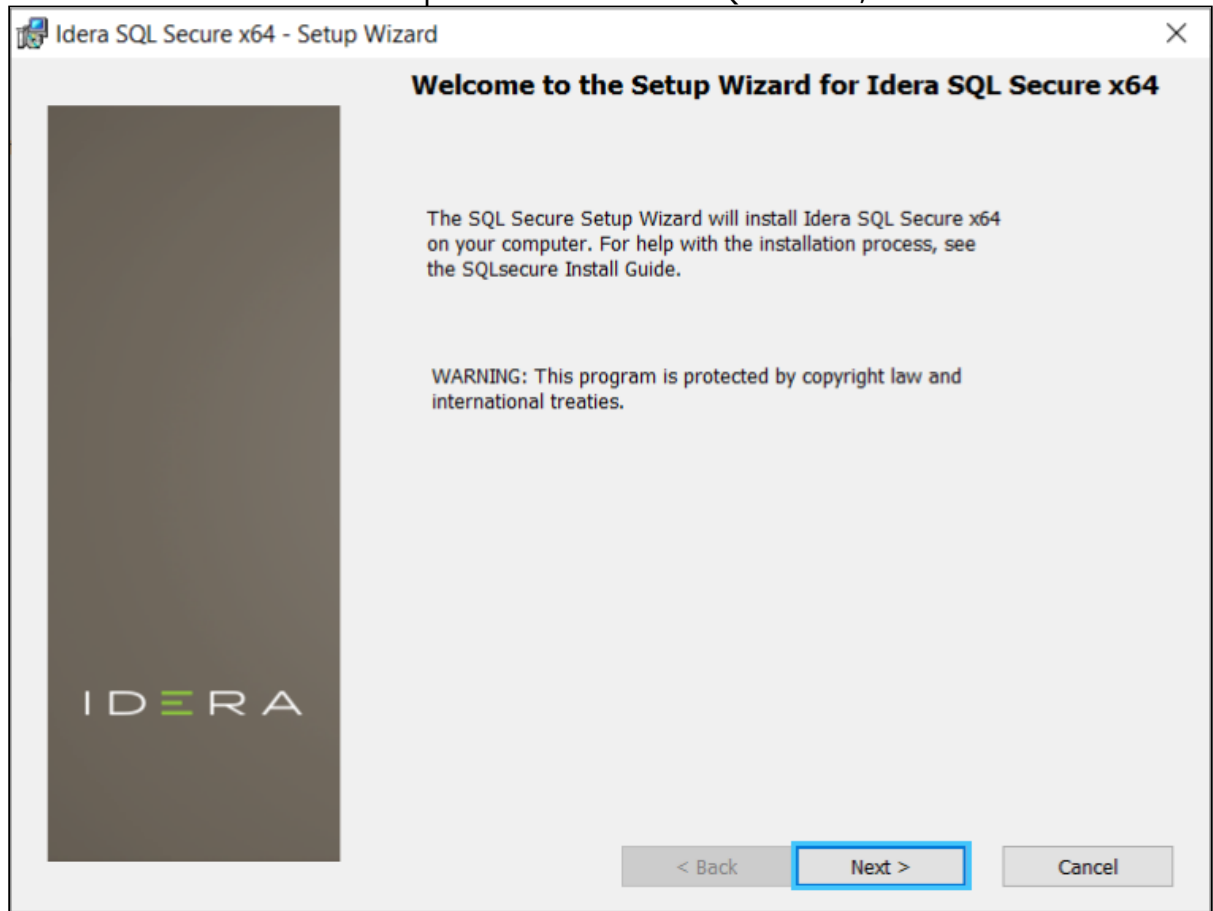 Idera SQL Secure x64 - Setup Wizard
Welcome to the Setup Wizard for Idera SQL Secure x64
The SQL Secure Setup Wizard will install Idera SQL Secure x64
on your computer. For help with the installation process, see
the SQLsecure Install Guide.
WARNING: This program is protected by copyright law and
international treaties.
IDERA
< Back Next > Cancel